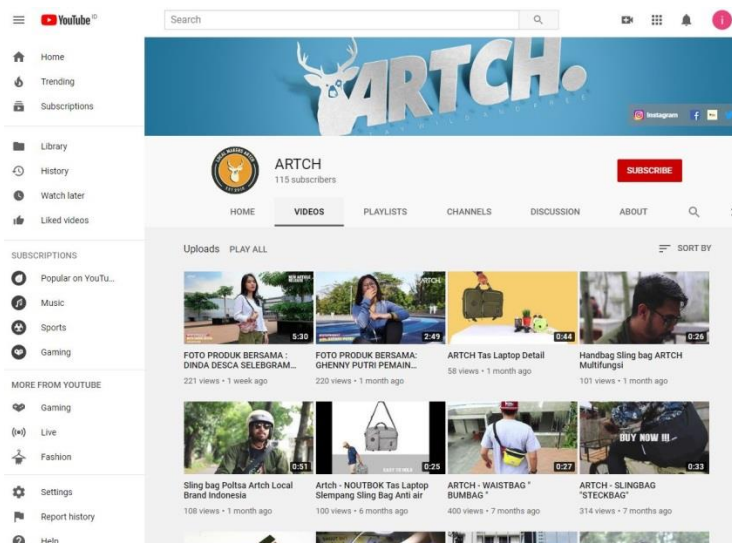 YouTube ID
Search
i
Home
Trending
Subscriptions
Library
History
Watch later
Liked videos
SUBSCRIPTIONS
Popular on YouTu...
Music
Sports
Gaming
MORE FROM YOUTUBE
Gaming
Live
Fashion
Settings
Report history
Help
ARTCH.
Instagram
ARTCH
115 subscribers
SUBSCRIBE
HOME VIDEOS PLAYLISTS CHANNELS DISCUSSION ABOUT
Uploads PLAY ALL
SORT BY
5:30
FOTO PRODUK BERSAMA :
DINDA DESCA SELEBGRAM...
221 views • 1 week ago
ARTCH
2:49
FOTO PRODUK BERSAMA:
GHENNY PUTRI PEMAIN...
220 views • 1 month ago
0:44
ARTCH Tas Laptop Detail
58 views • 1 month ago
0:26
Handbag Sling bag ARTCH
Multifungsi
101 views • 1 month ago
0:51
Sling bag Poltsa Artch Local
Brand Indonesia
108 views • 1 month ago
0:25
Artch - NOUTBOK Tas Laptop
Slempang Sling Bag Anti air
100 views • 6 months ago
0:27
ARTCH - WAISTBAG "
BUMBAG "
400 views • 7 months ago
BUY NOW !!!
0:33
ARTCH - SLINGBAG
"STECKBAG"
314 views • 7 months ago